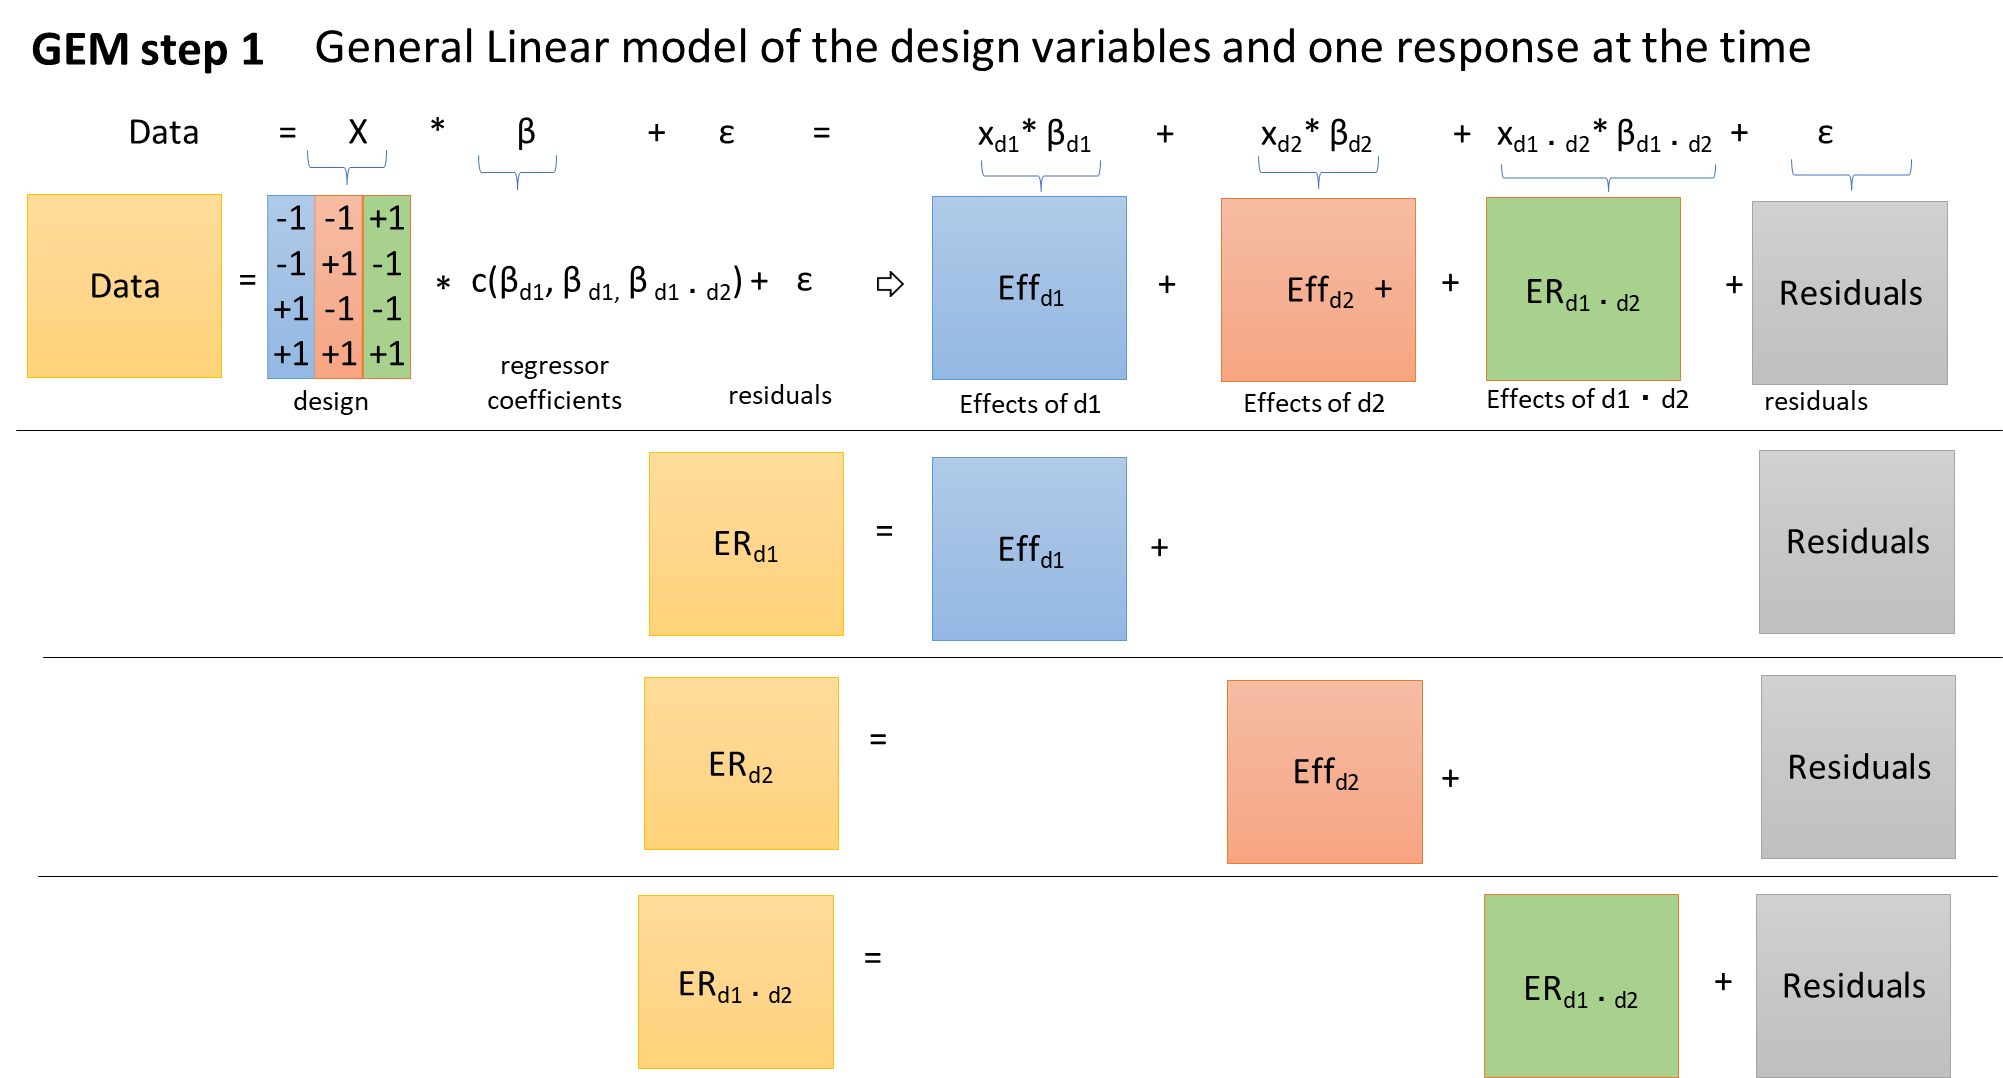 GEM step 1 General Linear model of the design variables and one response at the time
Data = X * β + ε = xd1* βd1 + xd2* βd2 + xd1 . d2* βd1 . d2 + ε
-1 -1 +1
-1 +1 -1
+1 -1 -1
+1 +1 +1
Data = * c(βd1, β d1, β d1 . d2) + ε ⇨ Effd1 + Effd2 + + ERd1 . d2 + Residuals
design
regressor
coefficients
residuals
Effects of d1
Effects of d2
Effects of d1 · d2
residuals
ERd1 = Effd1 + Residuals
ERd2 = Effd2 + Residuals
ERd1 . d2 = ERd1 . d2 + Residuals